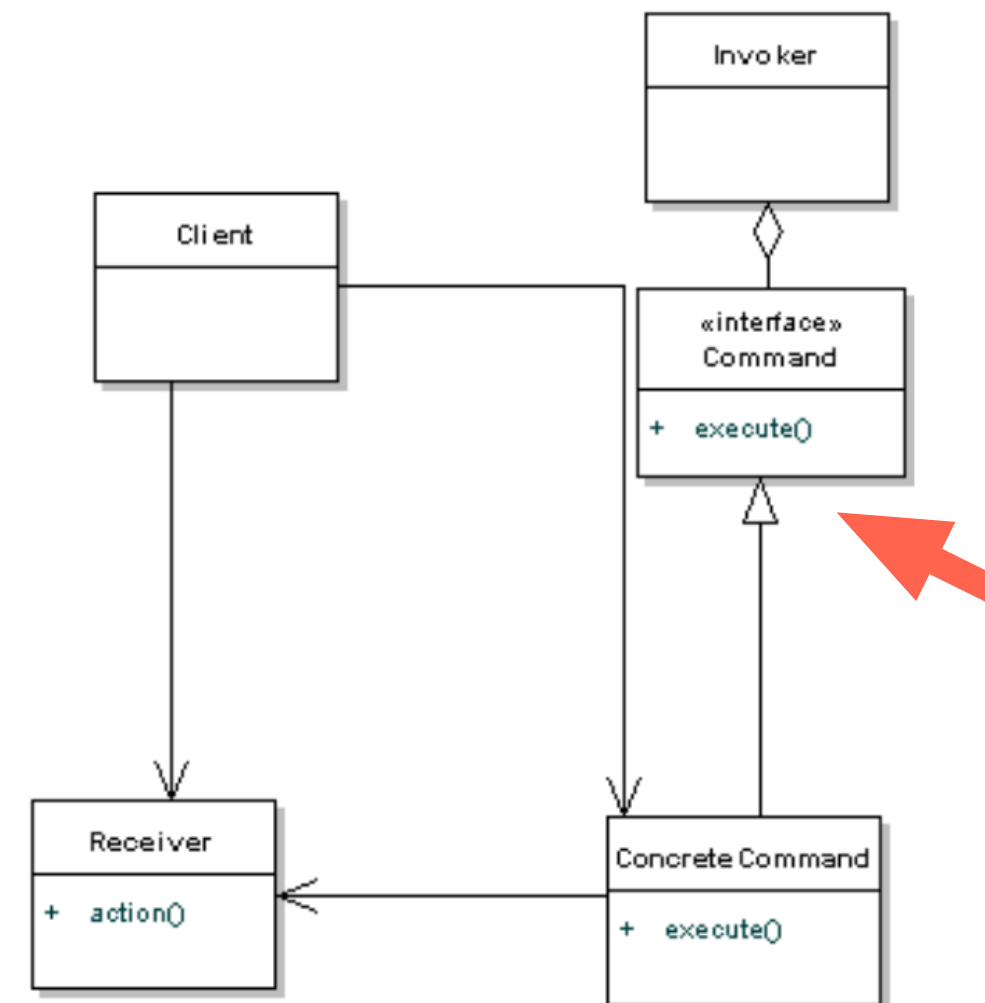 Invoker
Client
«interface»
Command
+ execute()
Receiver
+ action()
Concrete Command
+ execute()